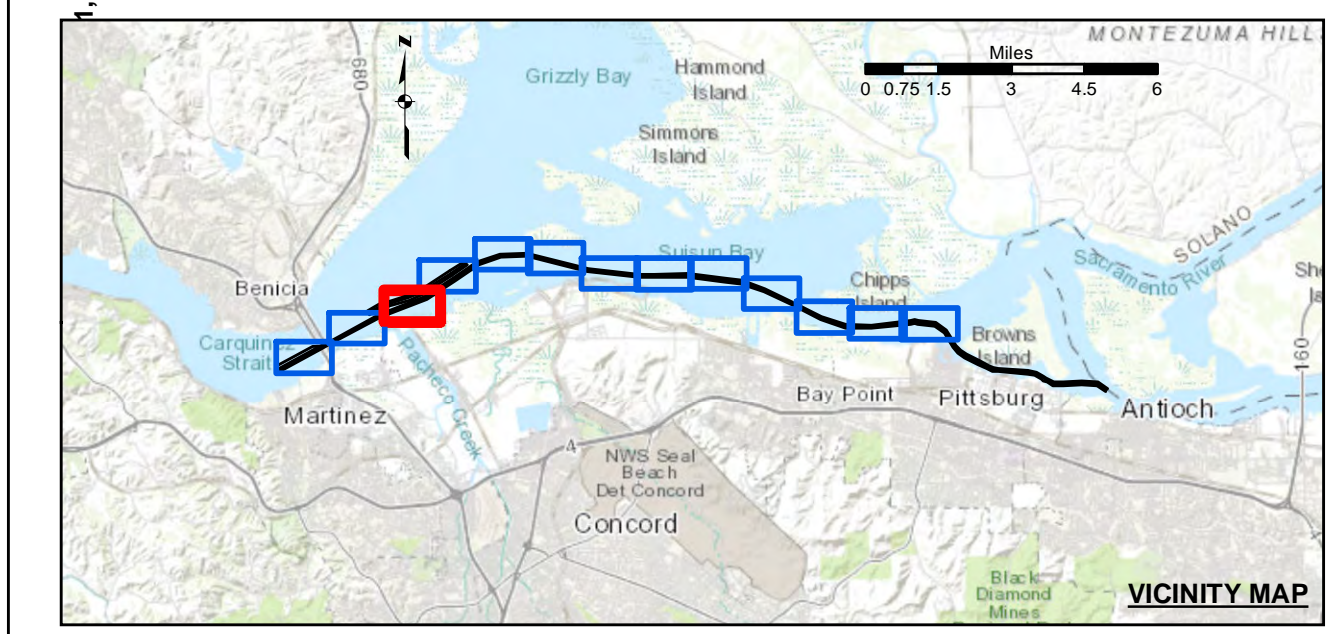 MONTEZUMA HILL
Miles
0 0.75 1.5 3 4.5 6
N
680
Grizzly Bay
Hammond
Island
Simmons
Island
SOLANO
Suisun Bay
Sacramento River
Chipps
Island
Benicia
Carquinez
Strait
Browns
Island
160
Pacheco Creek
Bay Point
Pittsburg
Antioch
Martinez
4
NWS Seal
Beach
Det Concord
Concord
Black
Diamond
Mines
VICINITY MAP